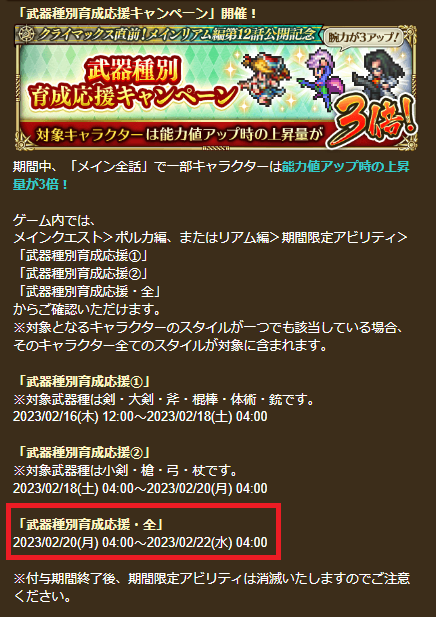 「武器種別育成応援キャンペーン」開催！
クライマックス直前！メインリアム編第12話公開記念
腕力が3アップ！
武器種別
育成応援キャンペーン
対象キャラクターは能力値アップ時の上昇量が
3倍！
期間中、「メイン全話」で一部キャラクターは能力値アップ時の上昇
量が3倍！
ゲーム内では、
メインクエスト＞ポルカ編、またはリアム編＞期間限定アビリティ＞
「武器種別育成応援①」
「武器種別育成応援②」
「武器種別育成応援・全」
からご確認いただけます。
※対象となるキャラクターのスタイルが一つでも該当している場合、
そのキャラクター全てのスタイルが対象に含まれます。
「武器種別育成応援①」
※対象武器種は剣・大剣・斧・棍棒・体術・銃です。
2023/02/16(木) 12:00～2023/02/18(土) 04:00
「武器種別育成応援②」
※対象武器種は小剣・槍・弓・杖です。
2023/02/18(土) 04:00～2023/02/20(月) 04:00
「武器種別育成応援・全」
2023/02/20(月) 04:00～2023/02/22(水) 04:00
※付与期間終了後、期間限定アビリティは消滅いたしますのでご注意
ください。